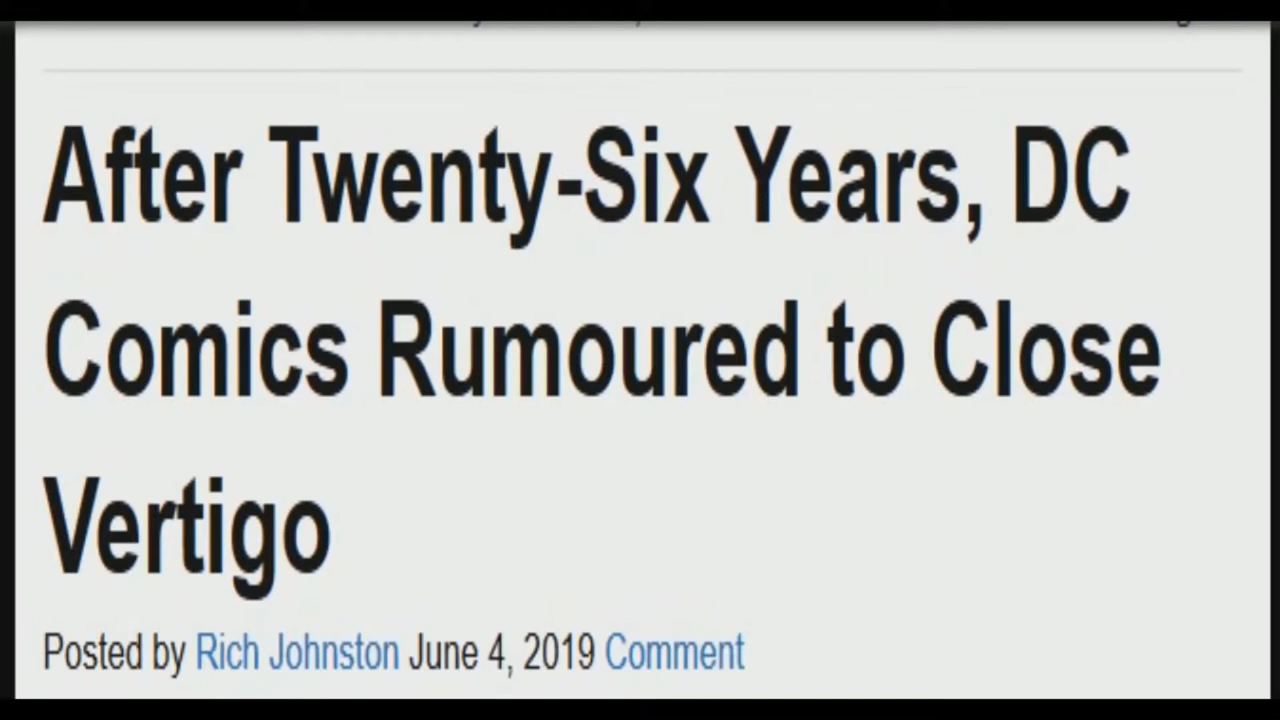 After Twenty-Six Years, DC
Comics Rumoured to Close
Vertigo
Posted by Rich Johnston June 4, 2019 Comment